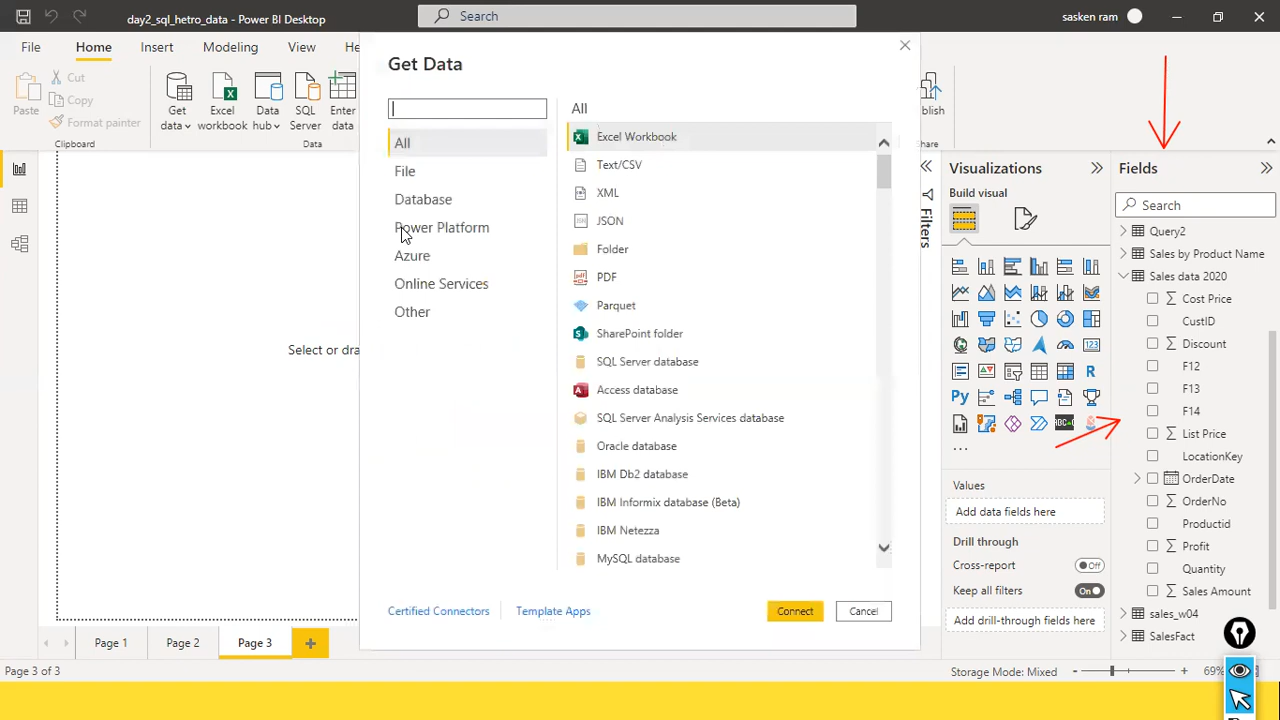 day2_sql_hetro_data - Power BI Desktop
Search
sasken ram
File
Home
Insert
Modeling
View
He
Paste
Cut
Copy
Format painter
Clipboard
Get data
Excel workbook
Data hub
SQL Server
Enter data
Data
Share
Get Data
All
File
Database
Power Platform
Azure
Online Services
Other
All
Excel Workbook
Text/CSV
XML
JSON
Folder
PDF
Parquet
SharePoint folder
SQL Server database
Access database
SQL Server Analysis Services database
Oracle database
IBM Db2 database
IBM Informix database (Beta)
IBM Netezza
MySQL database
Certified Connectors
Template Apps
Connect
Cancel
Select or dra
Filters
Visualizations
Build visual
123
R
Py
Values
Add data fields here
Drill through
Cross-report
Off
Keep all filters
On
Add drill-through fields here
Fields
Search
Query2
Sales by Product Name
Sales data 2020
Cost Price
CustID
Discount
F12
F13
F14
List Price
LocationKey
OrderDate
OrderNo
Productid
Profit
Quantity
Sales Amount
sales_w04
SalesFact
Page 1
Page 2
Page 3
Page 3 of 3
Storage Mode: Mixed
69%